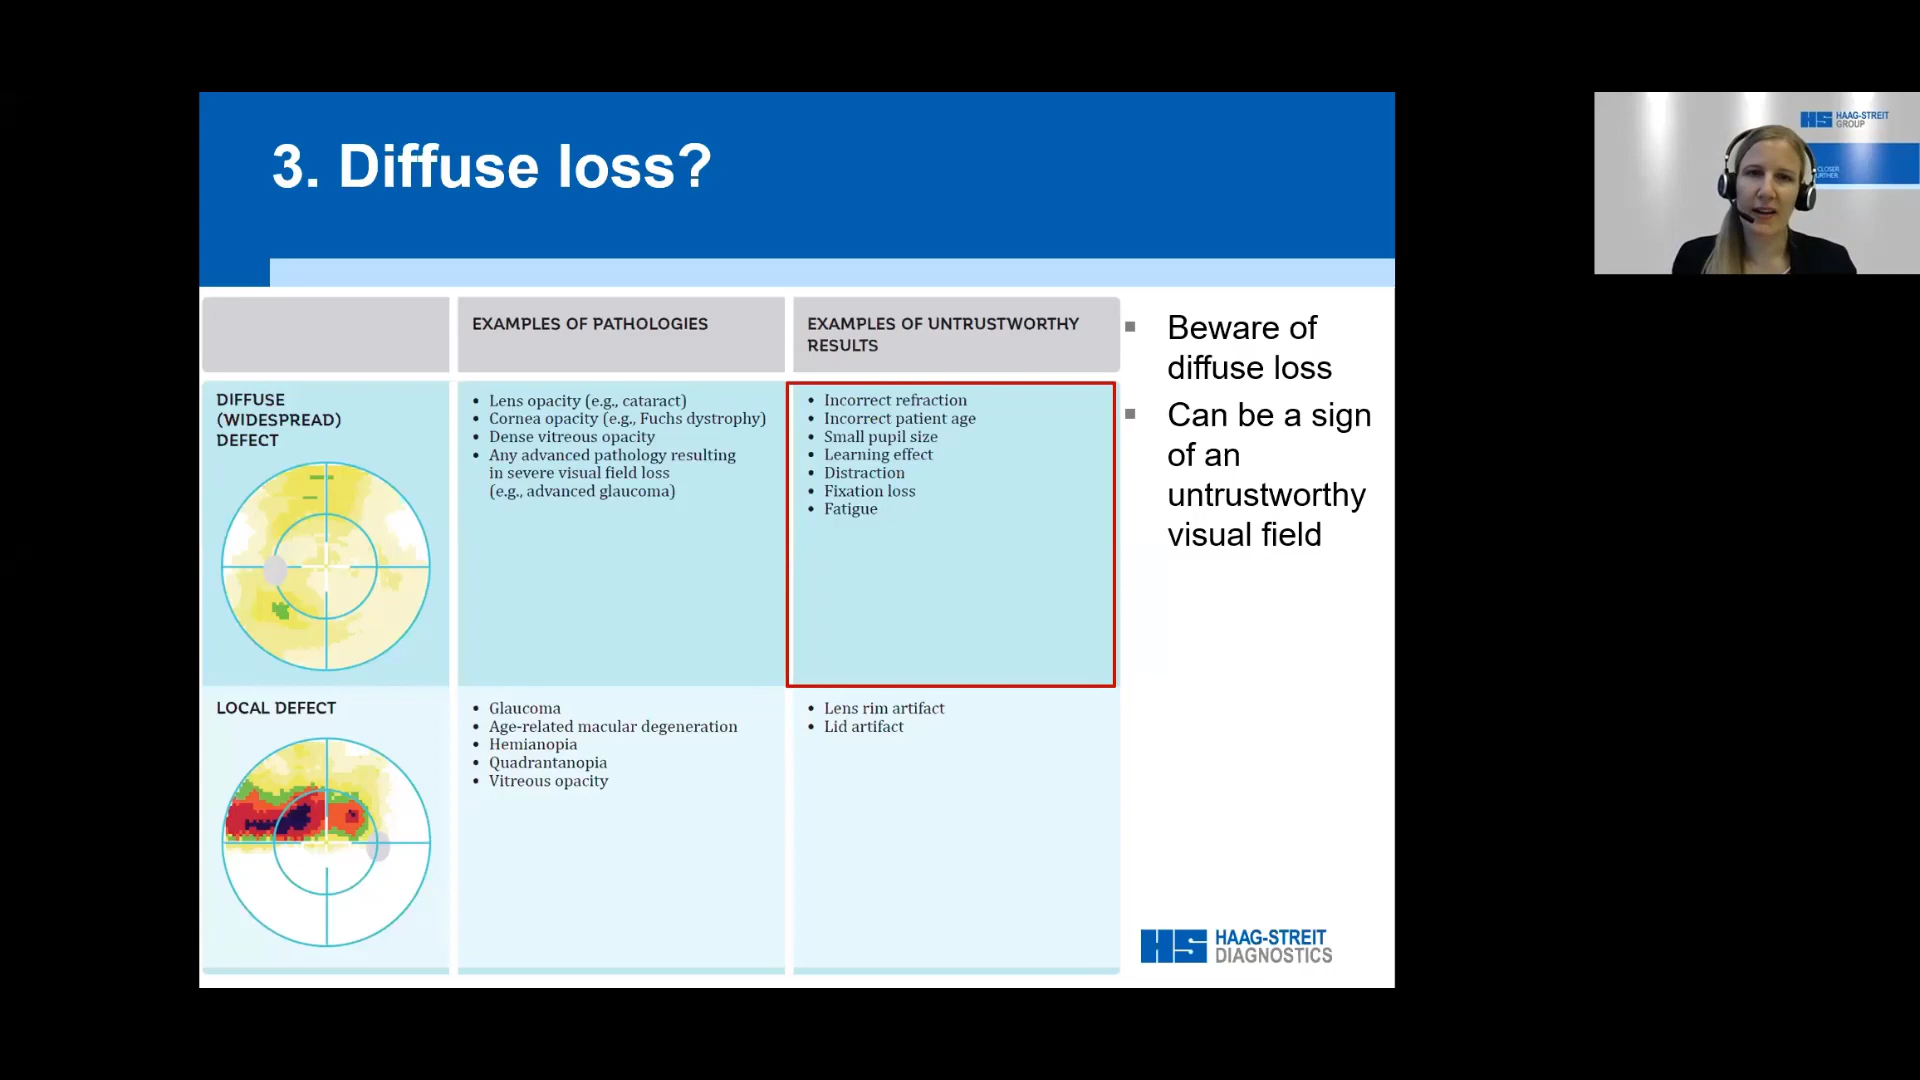 3. Diffuse loss?
HAAG-STREIT
GROUP
CLOSER
EXAMPLES OF PATHOLOGIES
EXAMPLES OF UNTRUSTWORTHY
RESULTS
DIFFUSE
(WIDESPREAD)
DEFECT
• Lens opacity (e.g., cataract)
• Cornea opacity (e.g., Fuchs dystrophy)
• Dense vitreous opacity
• Any advanced pathology resulting
in severe visual field loss
(e.g., advanced glaucoma)
• Incorrect refraction
• Incorrect patient age
• Small pupil size
• Learning effect
• Distraction
• Fixation loss
• Fatigue
LOCAL DEFECT
• Glaucoma
• Age-related macular degeneration
• Hemianopia
• Quadrantanopia
• Vitreous opacity
• Lens rim artifact
• Lid artifact
▪ Beware of
diffuse loss
▪ Can be a sign
of an
untrustworthy
visual field
HS HAAG-STREIT
DIAGNOSTICS